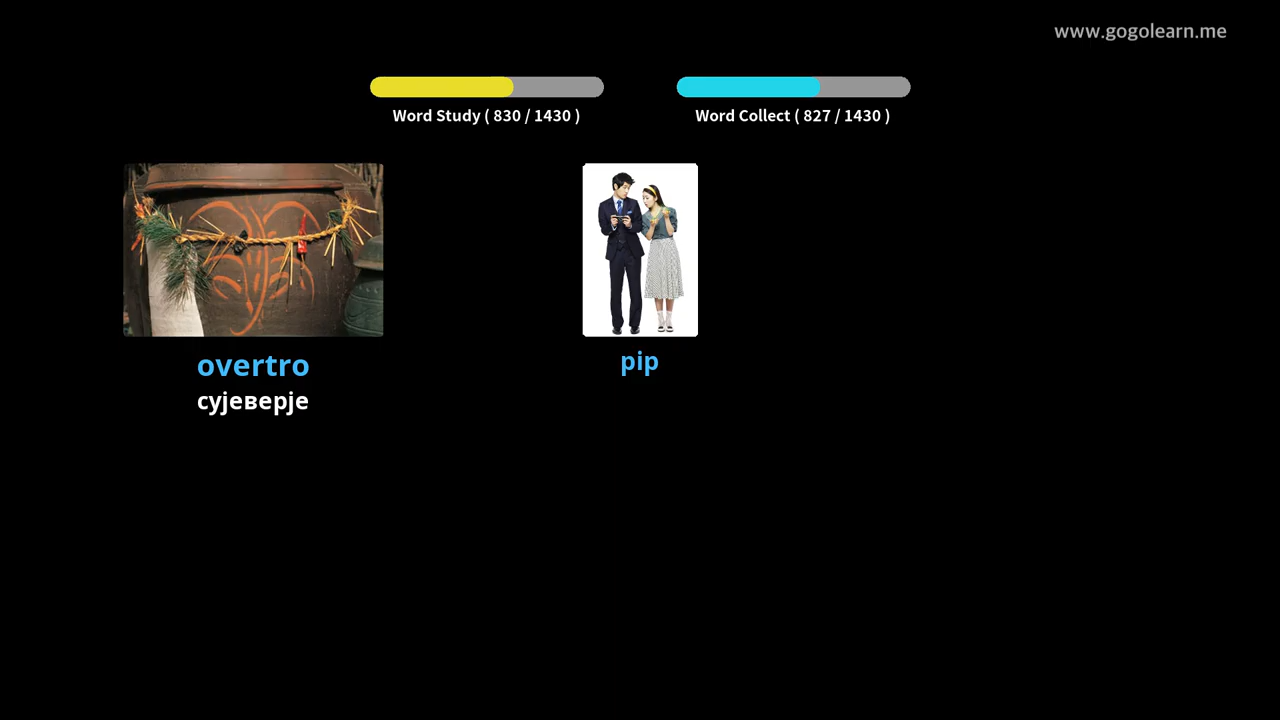 www.gogolearn.me
Word Study ( 830 / 1430 )
Word Collect ( 827 / 1430 )
overtro
сујеверје
pip